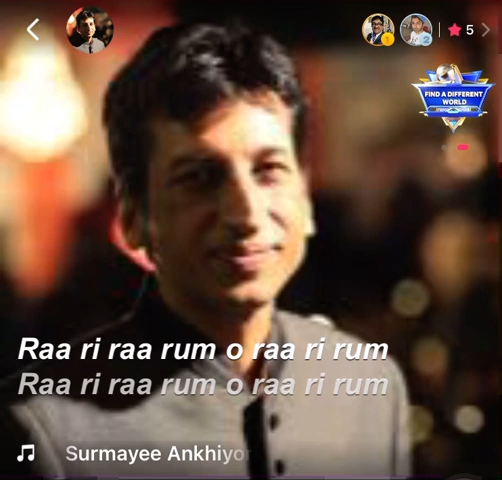 5
FIND A DIFFERENT
WORLD
Raa ri raa rum o raa ri rum
Raa ri raa rum o raa ri rum
Surmayee Ankhiyo